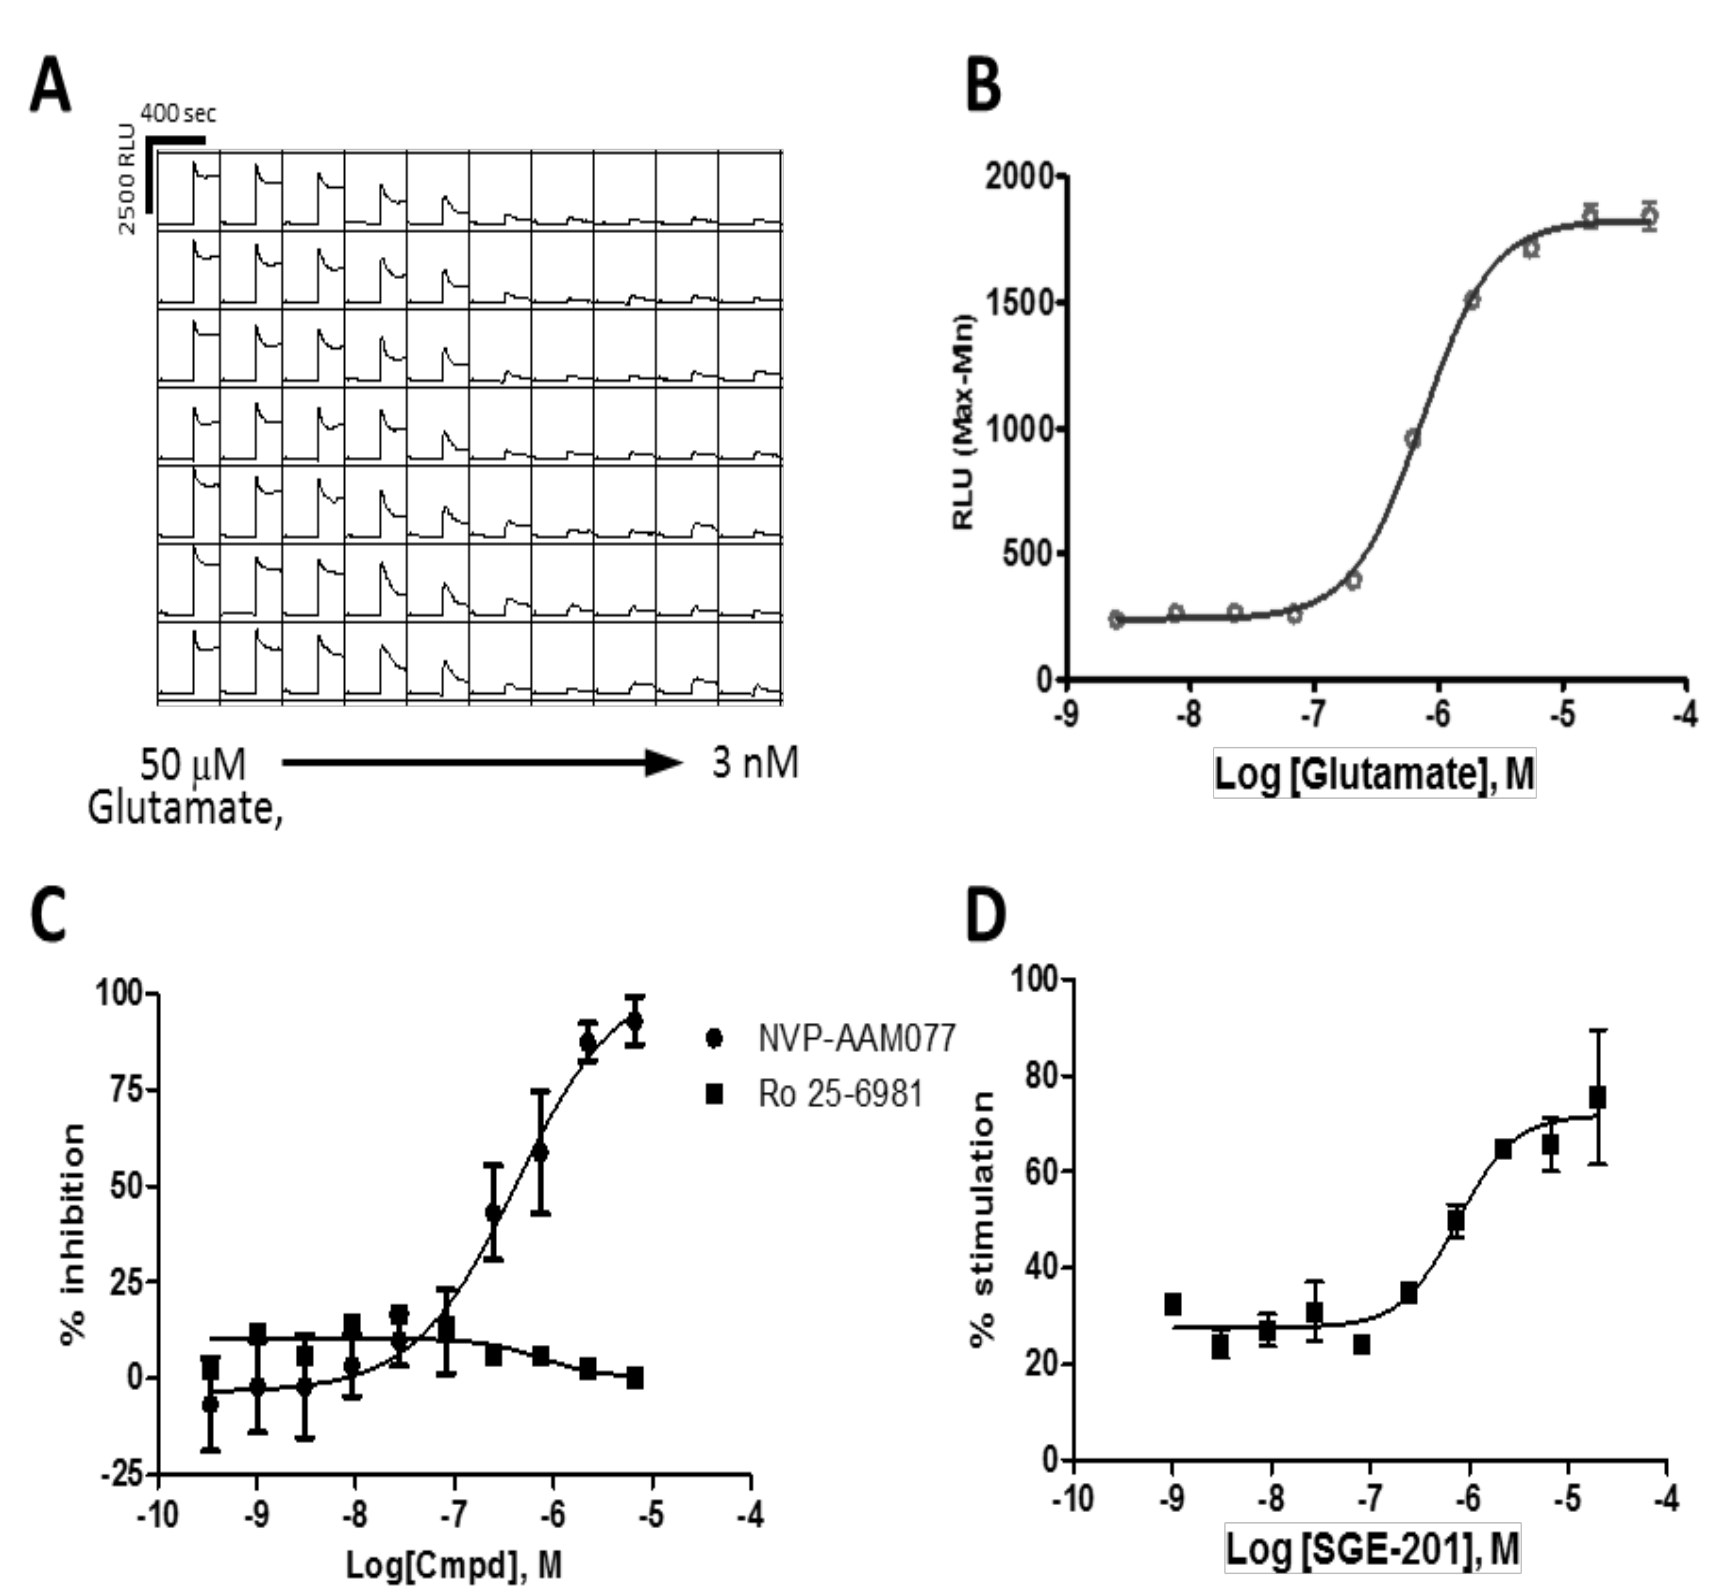 A
400 sec
2500 RLU
50 µM
Glutamate,
3 nM
B
RLU (Max-Min)
2000
1500
1000
500
0
-9
-8
-7
-6
-5
-4
Log [Glutamate], M
C
% inhibition
100
75
50
25
0
-25
-10
-9
-8
-7
-6
-5
-4
Log[Cmpd], M
NVP-AAM077
Ro 25-6981
D
% stimulation
100
80
60
40
20
0
-10
-9
-8
-7
-6
-5
-4
Log [SGE-201], M